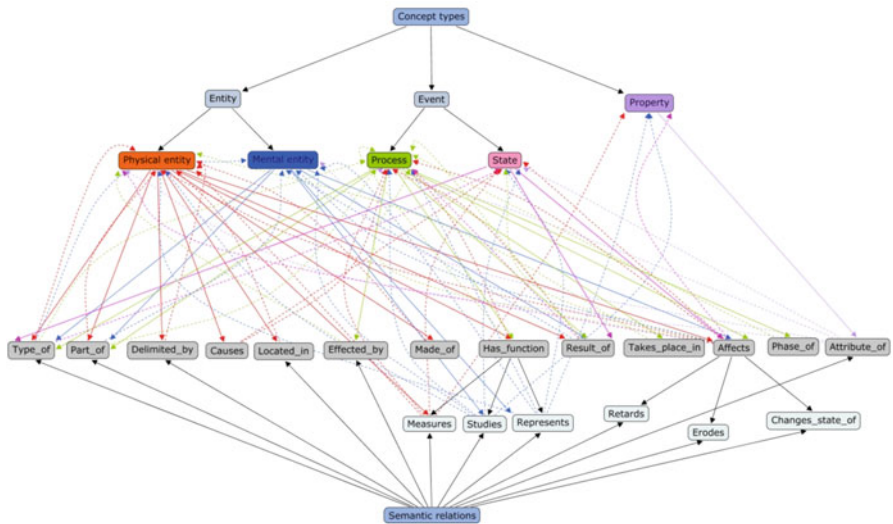 Concept types
Entity
Event
Property
Physical entity
Mental entity
Process
State
Type_of
Part_of
Delimited_by
Causes
Located_in
Effected_by
Made_of
Has_function
Result_of
Takes_place_in
Affects
Phase_of
Attribute_of
Measures
Studies
Represents
Retards
Erodes
Changes_state_of
Semantic relations